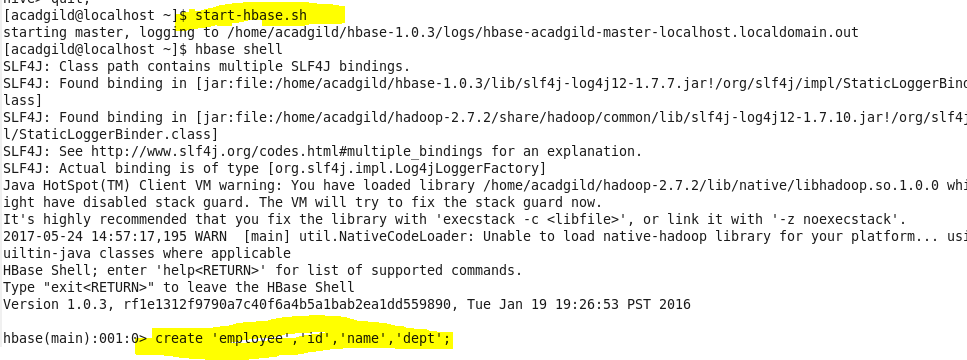 hive> quit;
[acadgild@localhost ~]$ start-hbase.sh
starting master, logging to /home/acadgild/hbase-1.0.3/logs/hbase-acadgild-master-localhost.localdomain.out
[acadgild@localhost ~]$ hbase shell
SLF4J: Class path contains multiple SLF4J bindings.
SLF4J: Found binding in [jar:file:/home/acadgild/hbase-1.0.3/lib/slf4j-log4j12-1.7.7.jar!/org/slf4j/impl/StaticLoggerBind
lass]
SLF4J: Found binding in [jar:file:/home/acadgild/hadoop-2.7.2/share/hadoop/common/lib/slf4j-log4j12-1.7.10.jar!/org/slf4j
l/StaticLoggerBinder.class]
SLF4J: See http://www.slf4j.org/codes.html#multiple_bindings for an explanation.
SLF4J: Actual binding is of type [org.slf4j.impl.Log4jLoggerFactory]
Java HotSpot(TM) Client VM warning: You have loaded library /home/acadgild/hadoop-2.7.2/lib/native/libhadoop.so.1.0.0 whi
ight have disabled stack guard. The VM will try to fix the stack guard now.
It's highly recommended that you fix the library with 'execstack -c <libfile>', or link it with '-z noexecstack'.
2017-05-24 14:57:17,195 WARN  [main] util.NativeCodeLoader: Unable to load native-hadoop library for your platform... usi
uiltin-java classes where applicable
HBase Shell; enter 'help<RETURN>' for list of supported commands.
Type "exit<RETURN>" to leave the HBase Shell
Version 1.0.3, rf1e1312f9790a7c40f6a4b5a1bab2ea1dd559890, Tue Jan 19 19:26:53 PST 2016
hbase(main):001:0> create 'employee','id','name','dept';